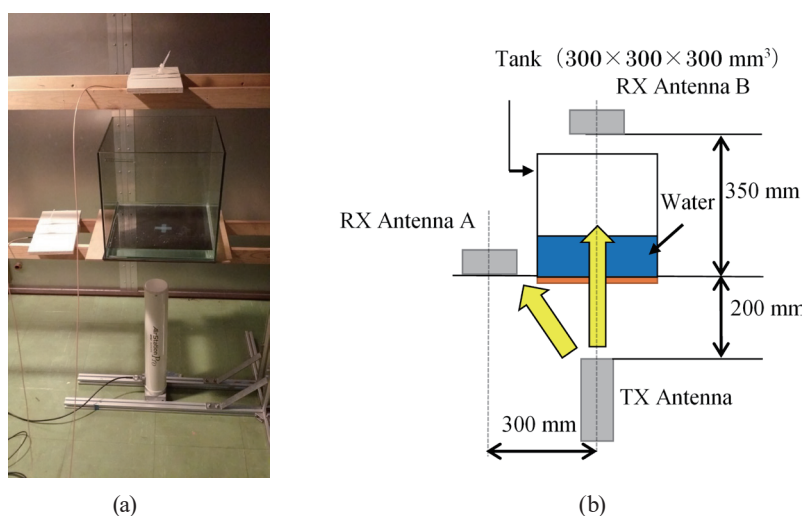 Tank (300×300×300 mm³)
RX Antenna B
Water
350 mm
RX Antenna A
200 mm
TX Antenna
300 mm
(a)
(b)